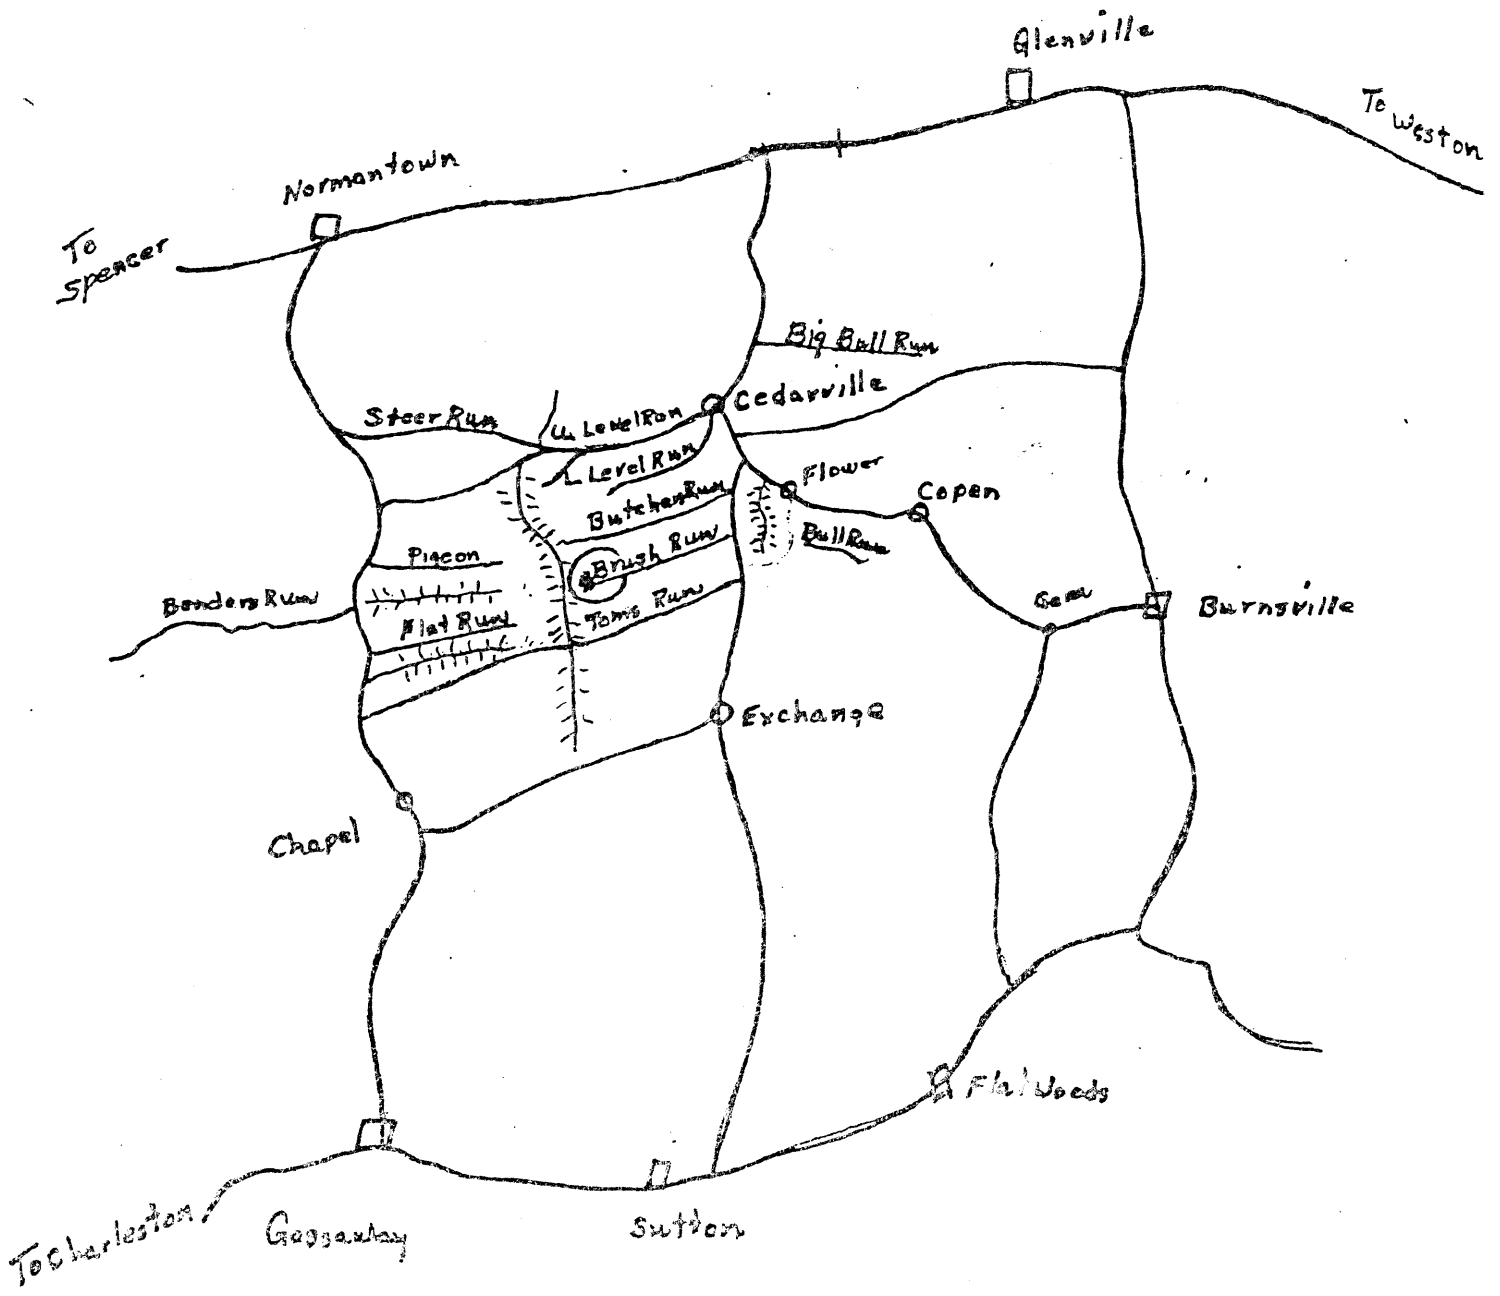 Glenville
To
Weston
Normantown
To
Spencer
Big Bull Run
Cedarville
Steer Run
U. Level Run
L Level Run
Flower
Copen
Butcher Run
Bull Run
Brush Run
Pigeon
Benders Run
Toms Run
Flat Run
Gem
Burnsville
Exchange
Chapel
Flatwoods
To Charleston
Gassaway
Sutton